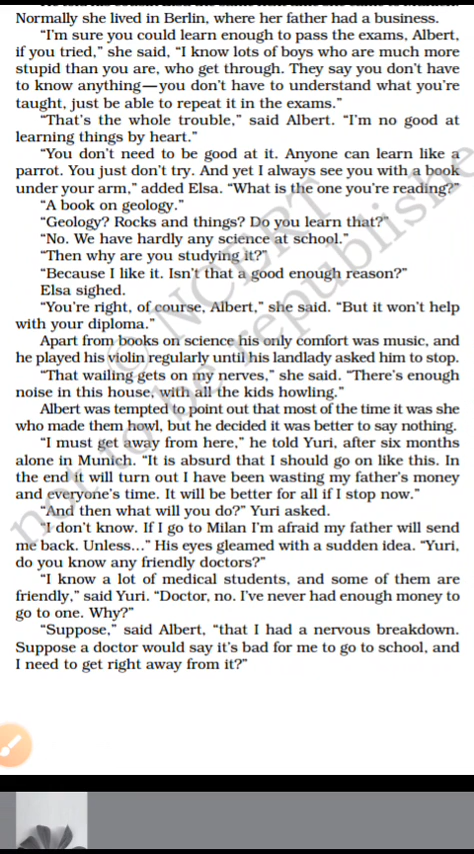 Normally she lived in Berlin, where her father had a business.
“I’m sure you could learn enough to pass the exams, Albert,
if you tried,” she said, “I know lots of boys who are much more
stupid than you are, who get through. They say you don’t have
to know anything—you don’t have to understand what you’re
taught, just be able to repeat it in the exams.”
“That’s the whole trouble,” said Albert. “I’m no good at
learning things by heart.”
“You don’t need to be good at it. Anyone can learn like a
parrot. You just don’t try. And yet I always see you with a book
under your arm,” added Elsa. “What is the one you’re reading?”
“A book on geology.”
“Geology? Rocks and things? Do you learn that?”
“No. We have hardly any science at school.”
“Then why are you studying it?”
“Because I like it. Isn’t that a good enough reason?”
Elsa sighed.
“You’re right, of course, Albert,” she said. “But it won’t help
with your diploma.”
Apart from books on science his only comfort was music, and
he played his violin regularly until his landlady asked him to stop.
“That wailing gets on my nerves,” she said. “There’s enough
noise in this house, with all the kids howling.”
Albert was tempted to point out that most of the time it was she
who made them howl, but he decided it was better to say nothing.
“I must get away from here,” he told Yuri, after six months
alone in Munich. “It is absurd that I should go on like this. In
the end it will turn out I have been wasting my father’s money
and everyone’s time. It will be better for all if I stop now.”
“And then what will you do?” Yuri asked.
“I don’t know. If I go to Milan I’m afraid my father will send
me back. Unless...” His eyes gleamed with a sudden idea. “Yuri,
do you know any friendly doctors?”
“I know a lot of medical students, and some of them are
friendly,” said Yuri. “Doctor, no. I’ve never had enough money to
go to one. Why?”
“Suppose,” said Albert, “that I had a nervous breakdown.
Suppose a doctor would say it’s bad for me to go to school, and
I need to get right away from it?”
© NCERT
not to be republishe